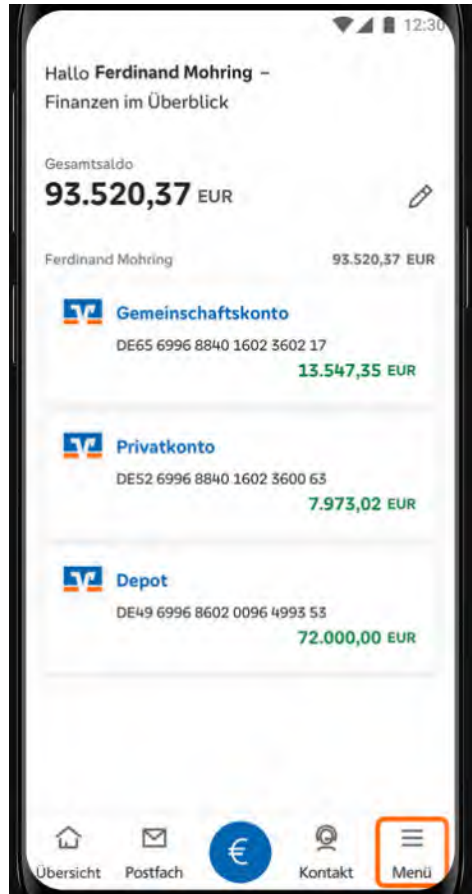 12:30
Hallo Ferdinand Mohring –
Finanzen im Überblick
Gesamtsaldo
93.520,37 EUR
Ferdinand Mohring 93.520,37 EUR
Gemeinschaftskonto
DE65 6996 8840 1602 3602 17
13.547,35 EUR
Privatkonto
DE52 6996 8840 1602 3600 63
7.973,02 EUR
Depot
DE49 6996 8602 0096 4993 53
72.000,00 EUR
€
Übersicht Postfach Kontakt Menü